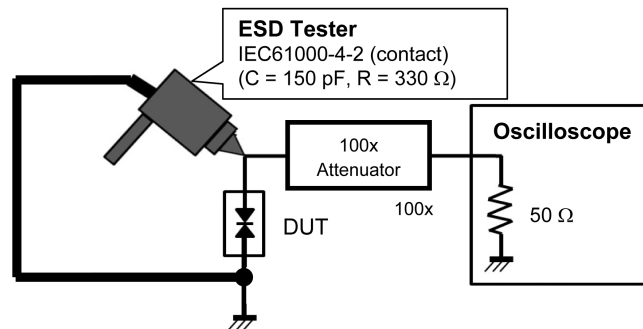 ESD Tester
IEC61000-4-2 (contact)
(C = 150 pF, R = 330 Ω)
100x
Attenuator
100x
Oscilloscope
50 Ω
DUT